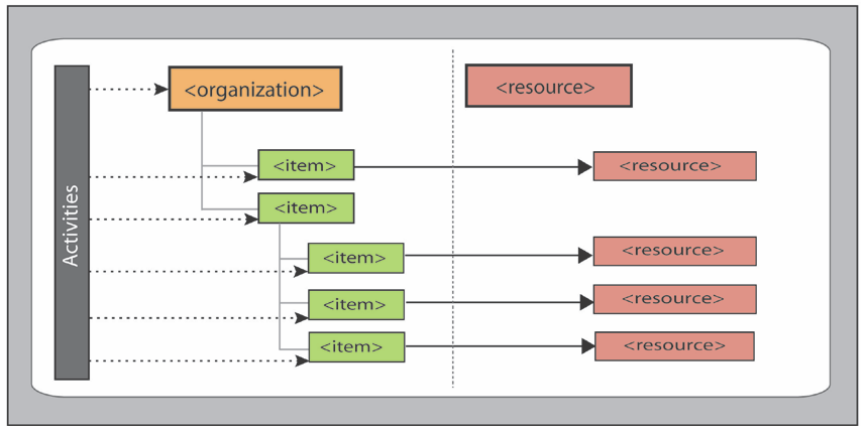 <organization>
<resource>
<item>
<resource>
<item>
Activities
<item>
<resource>
<item>
<resource>
<item>
<resource>